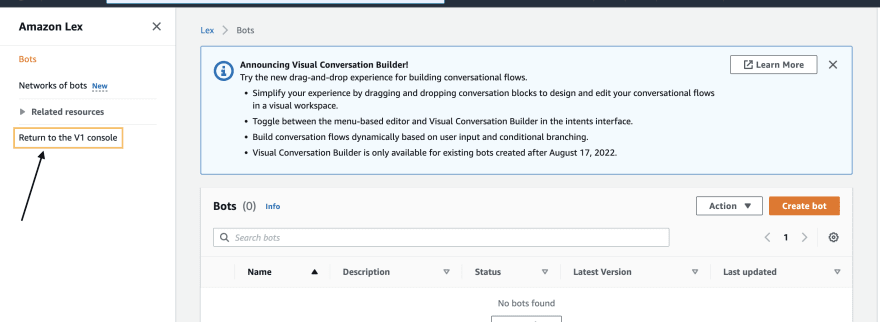 Amazon Lex
Bots
Networks of bots New
Related resources
Return to the V1 console
Lex > Bots
Announcing Visual Conversation Builder!
Try the new drag-and-drop experience for building conversational flows.
• Simplify your experience by dragging and dropping conversation blocks to design and edit your conversational flows
in a visual workspace.
• Toggle between the menu-based editor and Visual Conversation Builder in the intents interface.
• Build conversation flows dynamically based on user input and conditional branching.
• Visual Conversation Builder is only available for existing bots created after August 17, 2022.
Learn More
Bots (0) Info
Action
Create bot
Search bots
1
Name Description Status Latest Version Last updated
No bots found